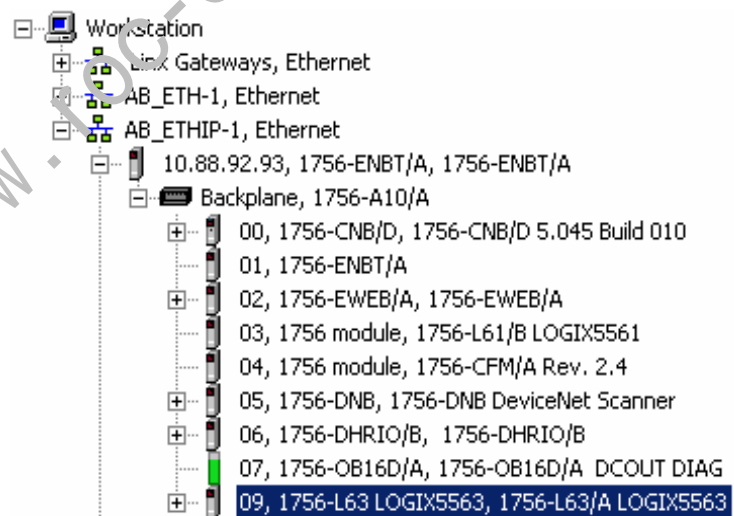 Workstation
Linx Gateways, Ethernet
AB_ETH-1, Ethernet
AB_ETHIP-1, Ethernet
10.88.92.93, 1756-ENBT/A, 1756-ENBT/A
Backplane, 1756-A10/A
00, 1756-CNB/D, 1756-CNB/D 5.045 Build 010
01, 1756-ENBT/A
02, 1756-EWEB/A, 1756-EWEB/A
03, 1756 module, 1756-L61/B LOGIX5561
04, 1756 module, 1756-CFM/A Rev. 2.4
05, 1756-DNB, 1756-DNB DeviceNet Scanner
06, 1756-DHRIO/B, 1756-DHRIO/B
07, 1756-OB16D/A, 1756-OB16D/A DCOUT DIAG
09, 1756-L63 LOGIX5563, 1756-L63/A LOGIX5563